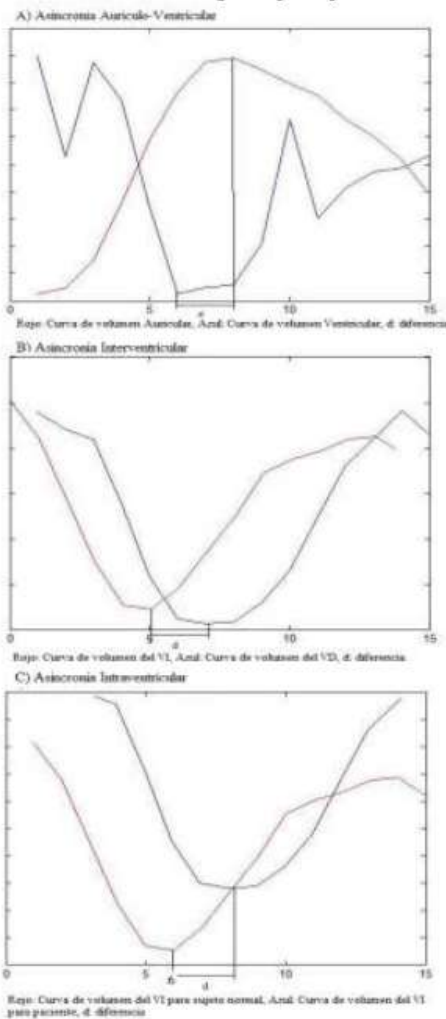 A) Asincronia Auriculo-Ventricular
0 5 10 15
d
Rojo: Curva de volumen Auricular, Azul: Curva de volumen Ventricular, d: diferencia
B) Asincronia Interventricular
0 5 10 15
d
Rojo: Curva de volumen del VI, Azul: Curva de volumen del VD, d: diferencia
C) Asincronia Intraventricular
0 5 10 15
d
Rojo: Curva de volumen del VI para sujeto normal, Azul: Curva de volumen del VI
para paciente, d: diferencia